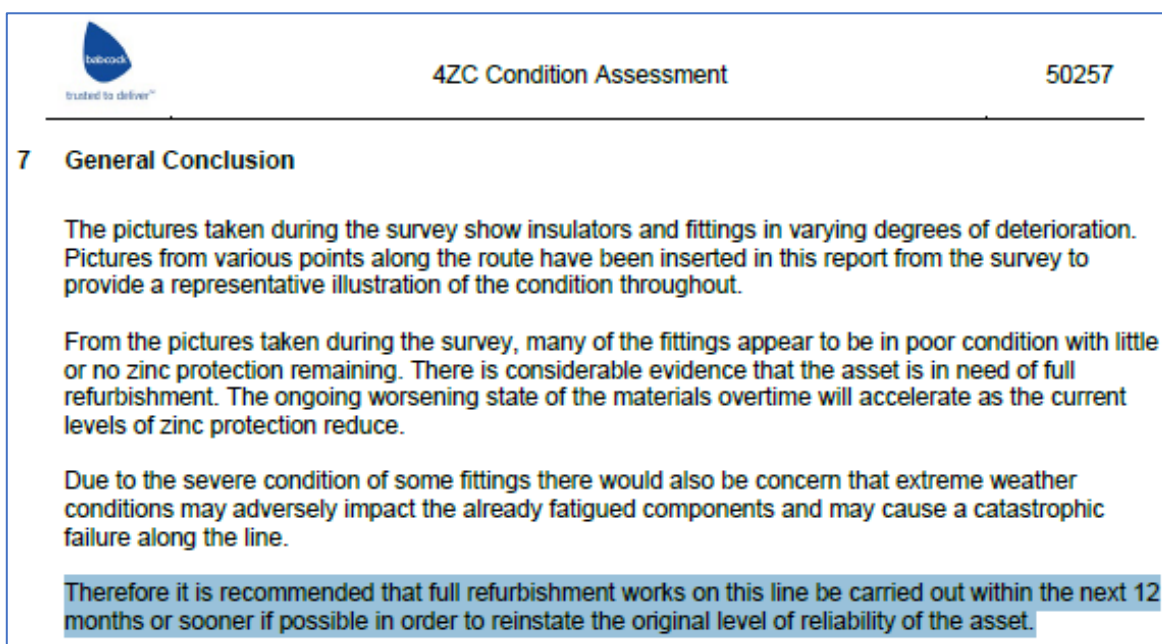 babcock
trusted to deliver™
4ZC Condition Assessment 50257
7 General Conclusion
The pictures taken during the survey show insulators and fittings in varying degrees of deterioration.
Pictures from various points along the route have been inserted in this report from the survey to
provide a representative illustration of the condition throughout.
From the pictures taken during the survey, many of the fittings appear to be in poor condition with little
or no zinc protection remaining. There is considerable evidence that the asset is in need of full
refurbishment. The ongoing worsening state of the materials overtime will accelerate as the current
levels of zinc protection reduce.
Due to the severe condition of some fittings there would also be concern that extreme weather
conditions may adversely impact the already fatigued components and may cause a catastrophic
failure along the line.
Therefore it is recommended that full refurbishment works on this line be carried out within the next 12
months or sooner if possible in order to reinstate the original level of reliability of the asset.